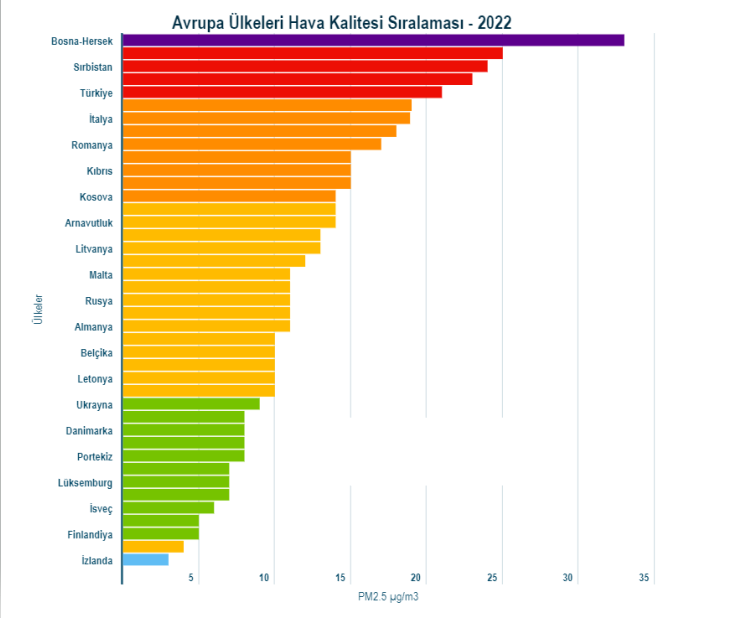 Avrupa Ülkeleri Hava Kalitesi Sıralaması - 2022
Bosna-Hersek
Sırbistan
Türkiye
İtalya
Romanya
Kıbrıs
Kosova
Arnavutluk
Litvanya
Malta
Rusya
Almanya
Belçika
Letonya
Ukrayna
Danimarka
Portekiz
Lüksemburg
İsveç
Finlandiya
İzlanda
Ülkeler
5 10 15 20 25 30 35
PM2.5 µg/m3